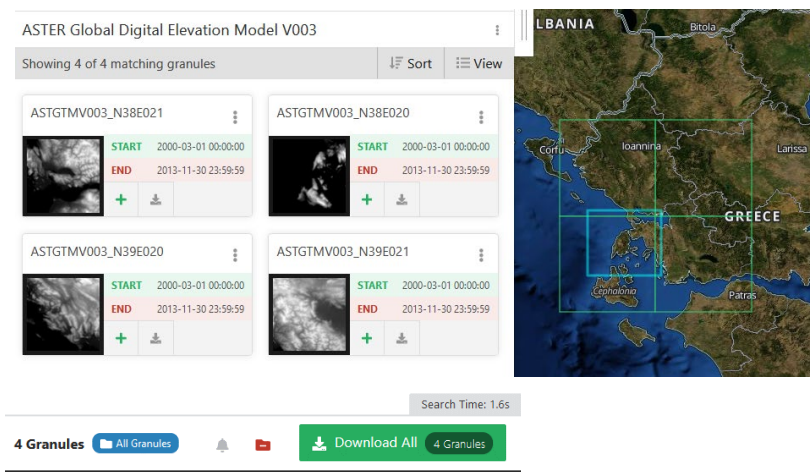 ASTER Global Digital Elevation Model V003
Showing 4 of 4 matching granules
Sort
View
ASTGTMV003_N38E021
START 2000-03-01 00:00:00
END 2013-11-30 23:59:59
ASTGTMV003_N38E020
START 2000-03-01 00:00:00
END 2013-11-30 23:59:59
ASTGTMV003_N39E020
START 2000-03-01 00:00:00
END 2013-11-30 23:59:59
ASTGTMV003_N39E021
START 2000-03-01 00:00:00
END 2013-11-30 23:59:59
LBANIA
Bitola
Corfu
Ioannina
Larissa
GREECE
Cephalonia
Patras
Search Time: 1.6s
4 Granules
All Granules
Download All
4 Granules